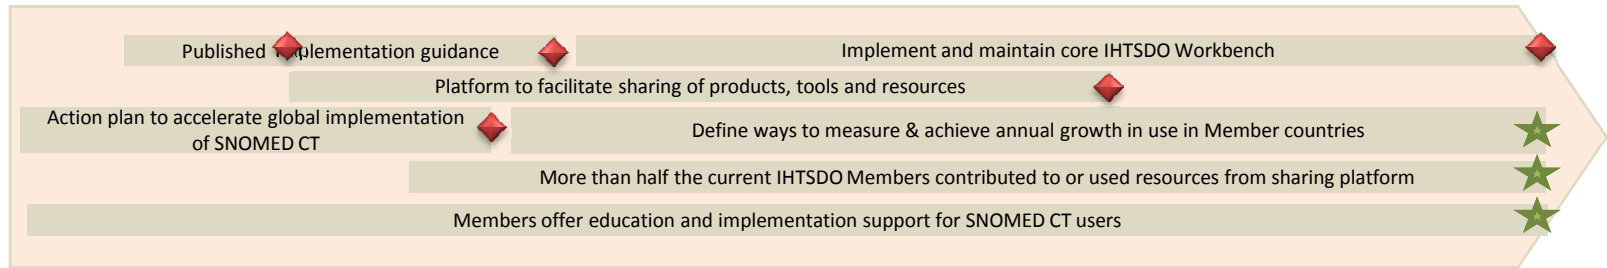 Published implementation guidance
Implement and maintain core IHTSDO Workbench
Platform to facilitate sharing of products, tools and resources
Action plan to accelerate global implementation
of SNOMED CT
Define ways to measure & achieve annual growth in use in Member countries
More than half the current IHTSDO Members contributed to or used resources from sharing platform
Members offer education and implementation support for SNOMED CT users